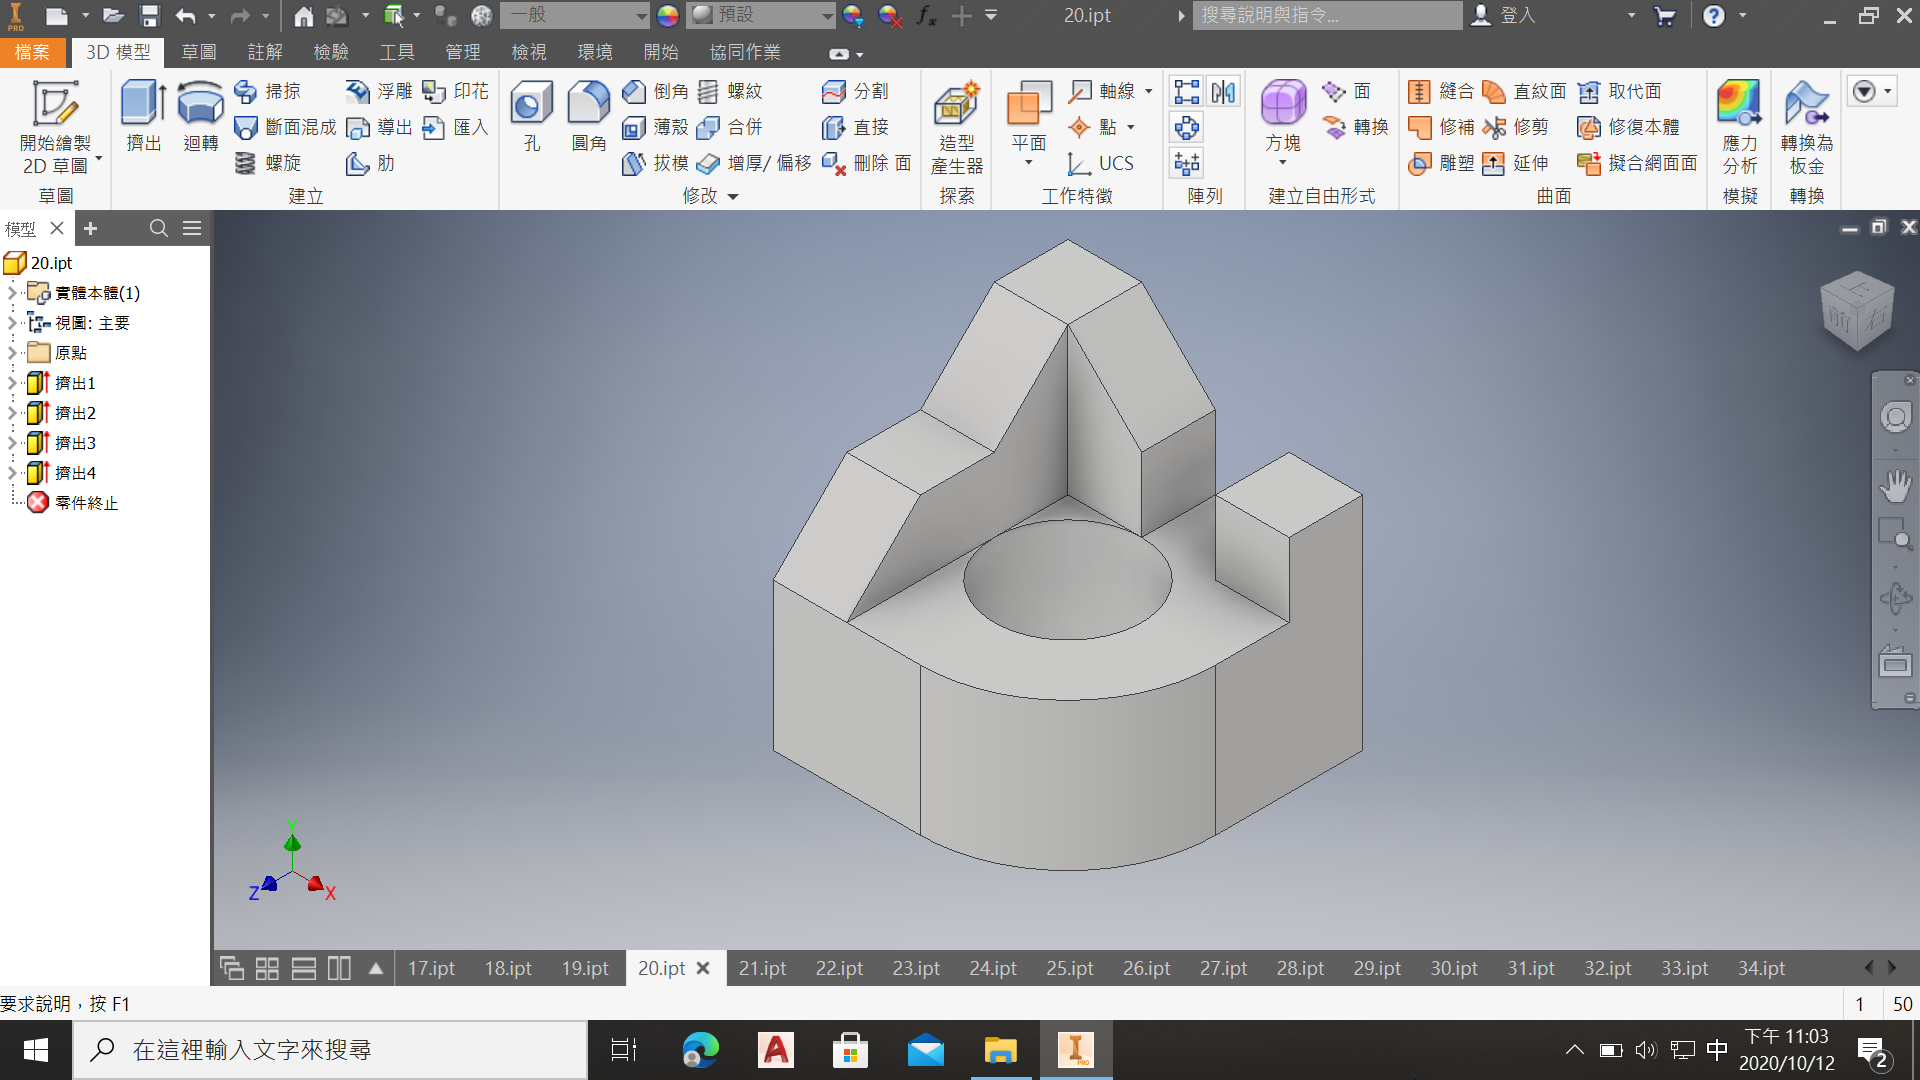 PRO
一般
預設
fx
20.ipt
搜尋說明與指令...
登入
檔案
3D 模型
草圖
註解
檢驗
工具
管理
檢視
環境
開始
協同作業
開始繪製
2D 草圖
草圖
擠出
迴轉
掃掠
斷面混成
螺旋
浮雕
導出
肋
印花
匯入
建立
孔
圓角
倒角
薄殼
拔模
螺紋
合併
增厚/ 偏移
分割
直接
刪除 面
修改
造型
產生器
探索
平面
軸線
點
UCS
工作特徵
陣列
方塊
面
轉換
建立自由形式
縫合
修補
雕塑
直紋面
修剪
延伸
取代面
修復本體
擬合網面面
曲面
應力
分析
模擬
轉換為
板金
轉換
模型
20.ipt
實體本體(1)
視圖: 主要
原點
擠出1
擠出2
擠出3
擠出4
零件終止
上
前
右
Y
Z
X
17.ipt
18.ipt
19.ipt
20.ipt
21.ipt
22.ipt
23.ipt
24.ipt
25.ipt
26.ipt
27.ipt
28.ipt
29.ipt
30.ipt
31.ipt
32.ipt
33.ipt
34.ipt
要求說明，按 F1
1
50
在這裡輸入文字來搜尋
PRO
中
下午 11:03
2020/10/12
2